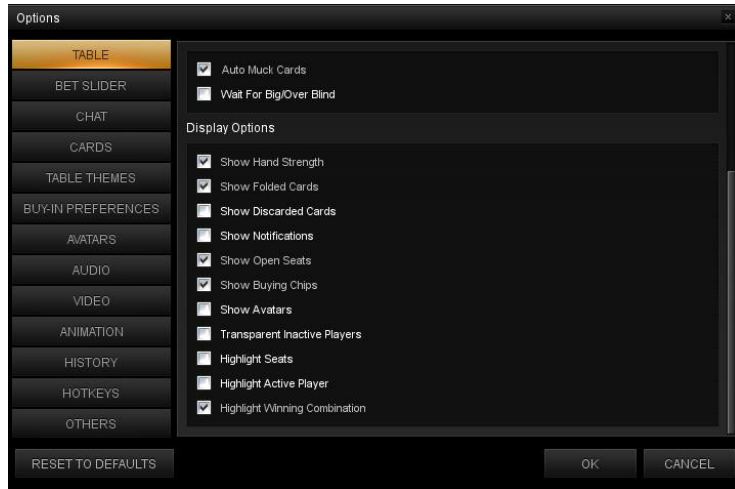 Options
TABLE
BET SLIDER
CHAT
CARDS
TABLE THEMES
BUY-IN PREFERENCES
AVATARS
AUDIO
VIDEO
ANIMATION
HISTORY
HOTKEYS
OTHERS
RESET TO DEFAULTS
Auto Muck Cards
Wait For Big/Over Blind
Display Options
Show Hand Strength
Show Folded Cards
Show Discarded Cards
Show Notifications
Show Open Seats
Show Buying Chips
Show Avatars
Transparent Inactive Players
Highlight Seats
Highlight Active Player
Highlight Winning Combination
OK
CANCEL